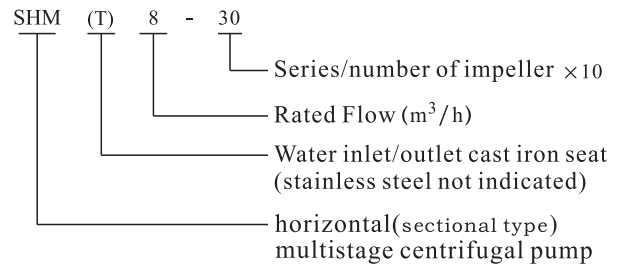 SHM (T) 8 - 30
Series/number of impeller ×10
Rated Flow (m³/h)
Water inlet/outlet cast iron seat
(stainless steel not indicated)
horizontal(sectional type)
multistage centrifugal pump